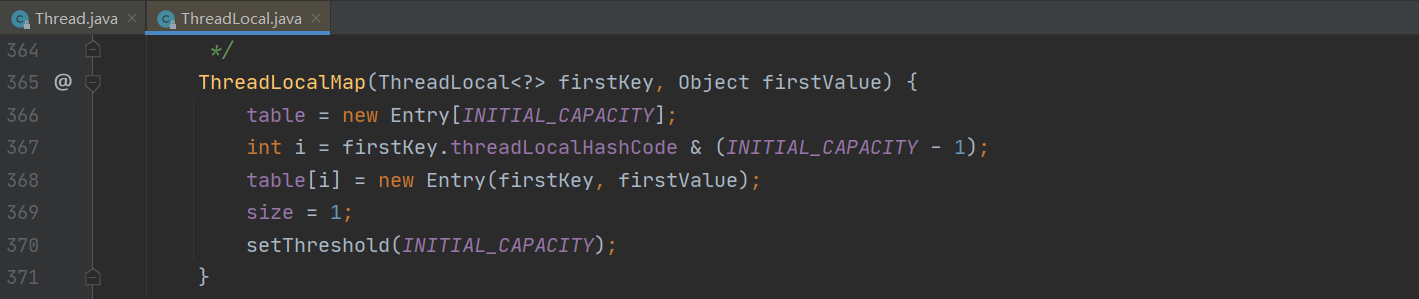 Thread.java ThreadLocal.java
364 */
365 @ ThreadLocalMap(ThreadLocal<?> firstKey, Object firstValue) {
366 table = new Entry[INITIAL_CAPACITY];
367 int i = firstKey.threadLocalHashCode & (INITIAL_CAPACITY - 1);
368 table[i] = new Entry(firstKey, firstValue);
369 size = 1;
370 setThreshold(INITIAL_CAPACITY);
371 }